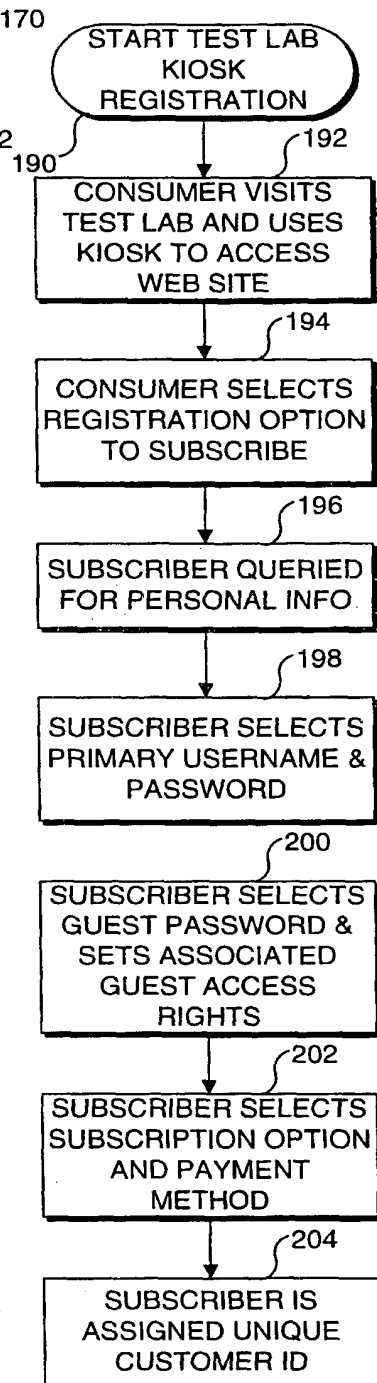 170
START TEST LAB
KIOSK
REGISTRATION
2
190
192
CONSUMER VISITS
TEST LAB AND USES
KIOSK TO ACCESS
WEB SITE
194
CONSUMER SELECTS
REGISTRATION OPTION
TO SUBSCRIBE
196
SUBSCRIBER QUERIED
FOR PERSONAL INFO
198
SUBSCRIBER SELECTS
PRIMARY USERNAME &
PASSWORD
200
SUBSCRIBER SELECTS
GUEST PASSWORD &
SETS ASSOCIATED
GUEST ACCESS
RIGHTS
202
SUBSCRIBER SELECTS
SUBSCRIPTION OPTION
AND PAYMENT
METHOD
204
SUBSCRIBER IS
ASSIGNED UNIQUE
CUSTOMER ID